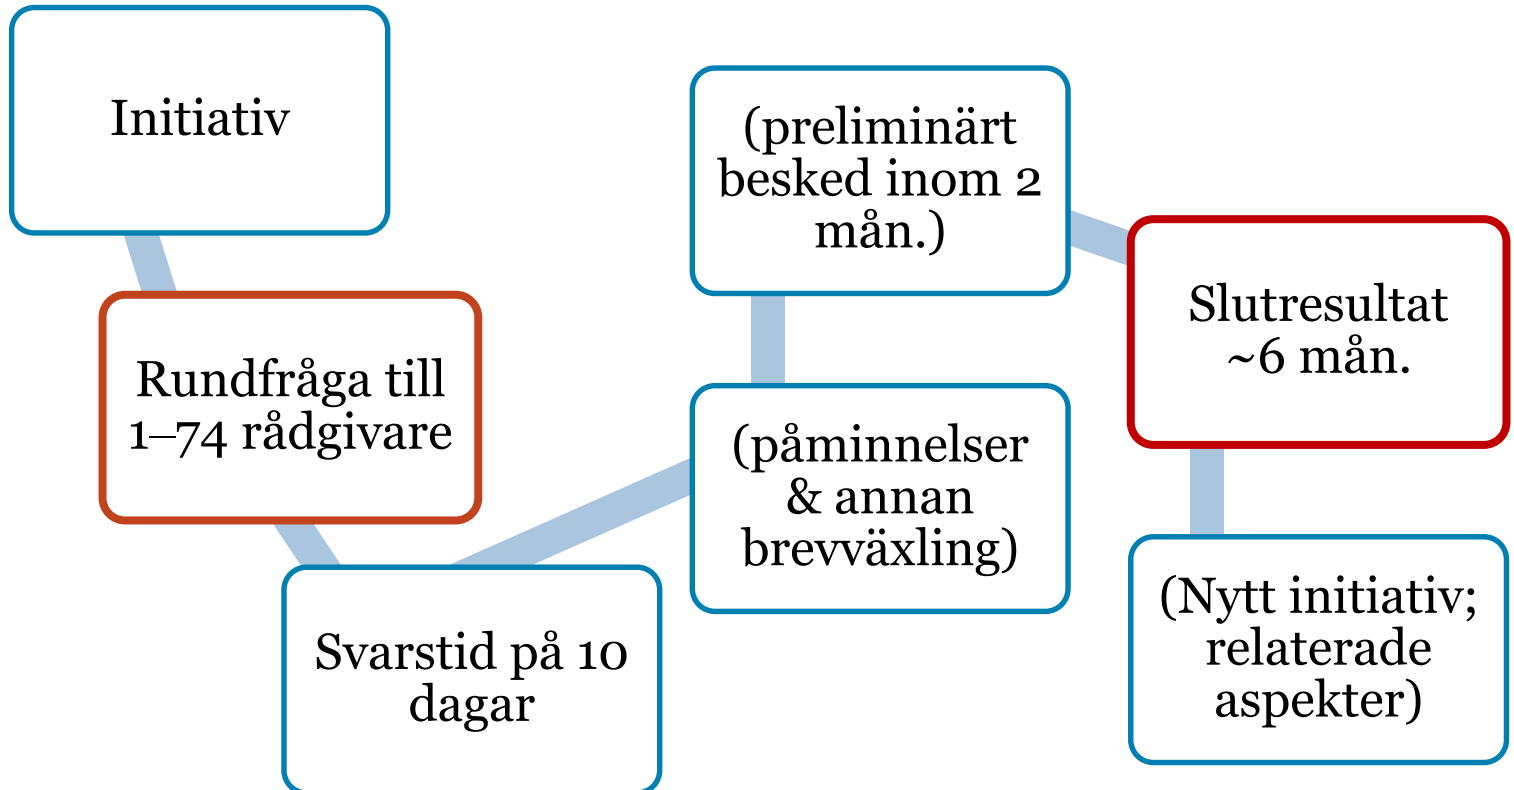 Initiativ
Rundfråga till
1–74 rådgivare
Svarstid på 10
dagar
(påminnelser
& annan
brevväxling)
(preliminärt
besked inom 2
mån.)
Slutresultat
~6 mån.
(Nytt initiativ;
relaterade
aspekter)